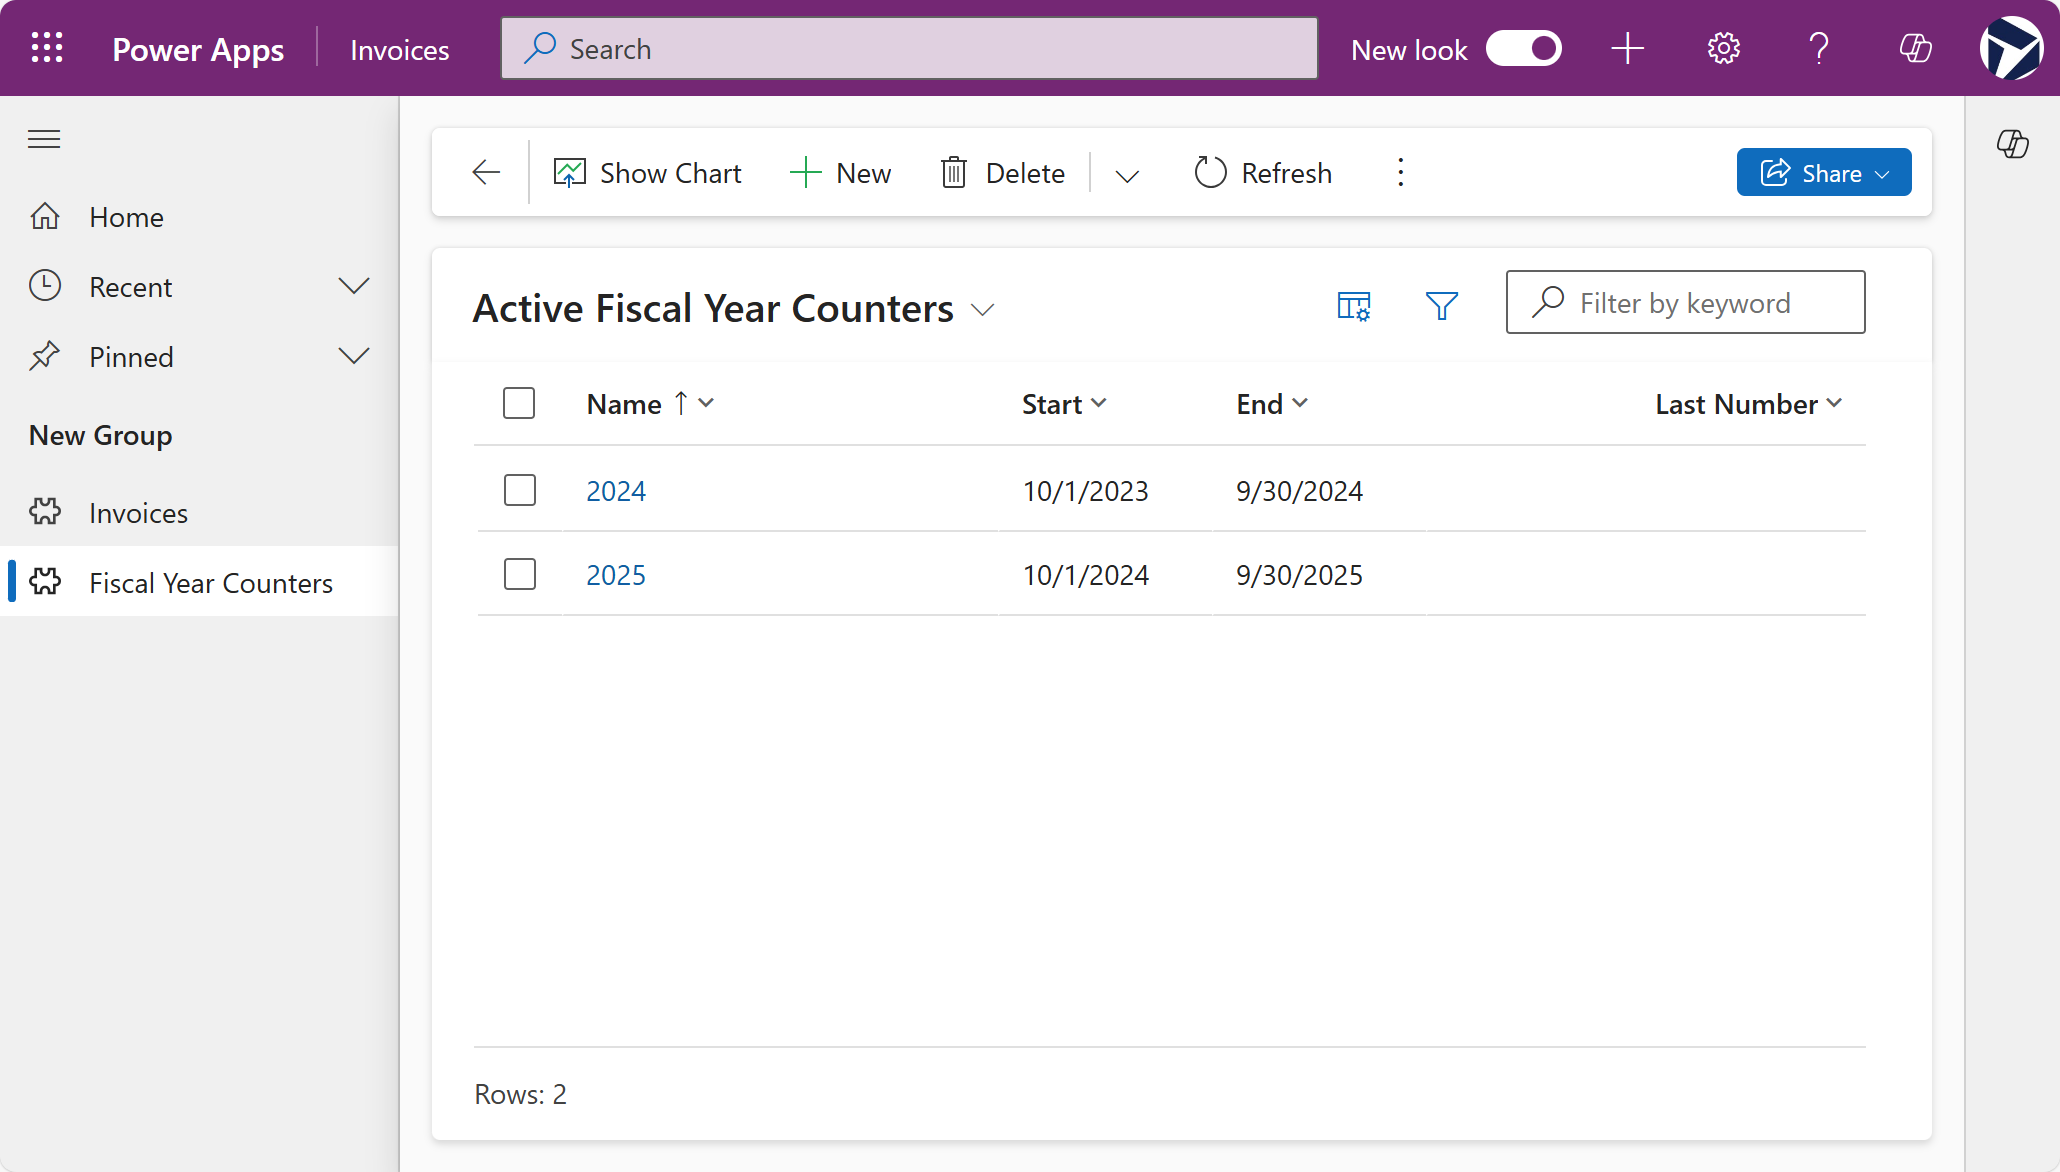 Power Apps
Invoices
Search
New look
Home
Recent
Pinned
New Group
Invoices
Fiscal Year Counters
Show Chart
New
Delete
Refresh
Share
Active Fiscal Year Counters
Filter by keyword
Name ↑ Start End Last Number
2024 10/1/2023 9/30/2024
2025 10/1/2024 9/30/2025
Rows: 2